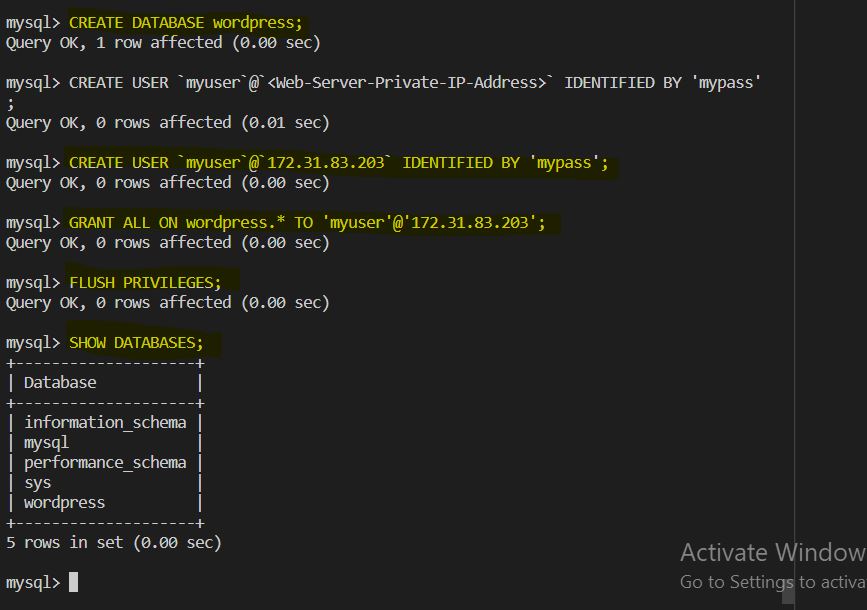 mysql> CREATE DATABASE wordpress;
Query OK, 1 row affected (0.00 sec)
mysql> CREATE USER `myuser`@`<Web-Server-Private-IP-Address>` IDENTIFIED BY 'mypass'
;
Query OK, 0 rows affected (0.01 sec)
mysql> CREATE USER `myuser`@`172.31.83.203` IDENTIFIED BY 'mypass';
Query OK, 0 rows affected (0.00 sec)
mysql> GRANT ALL ON wordpress.* TO 'myuser'@'172.31.83.203';
Query OK, 0 rows affected (0.00 sec)
mysql> FLUSH PRIVILEGES;
Query OK, 0 rows affected (0.00 sec)
mysql> SHOW DATABASES;
+--------------------+
| Database           |
+--------------------+
| information_schema |
| mysql              |
| performance_schema |
| sys                |
| wordpress          |
+--------------------+
5 rows in set (0.00 sec)
Activate Window
mysql>
Go to Settings to activa